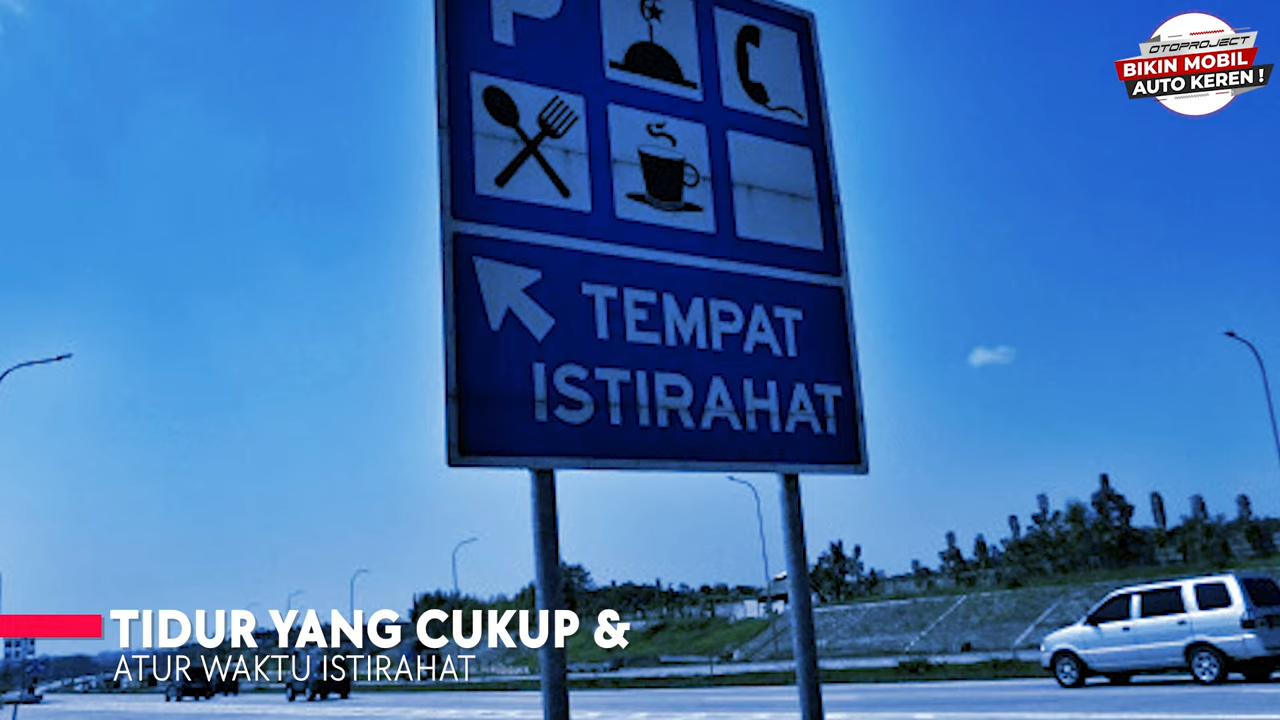 P
OTOPROJECT
BIKIN MOBIL
AUTO KEREN !
TEMPAT
ISTIRAHAT
TIDUR YANG CUKUP &
ATUR WAKTU ISTIRAHAT